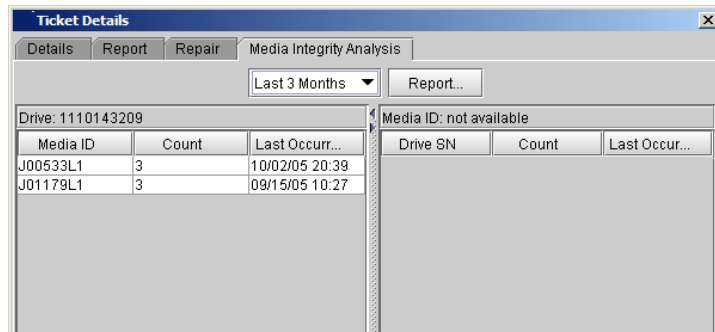 Ticket Details
Details Report Repair Media Integrity Analysis
Last 3 Months Report...
Drive: 1110143209 Media ID: not available
Media ID Count Last Occurr... Drive SN Count Last Occur...
J00533L1 3 10/02/05 20:39
J01179L1 3 09/15/05 10:27